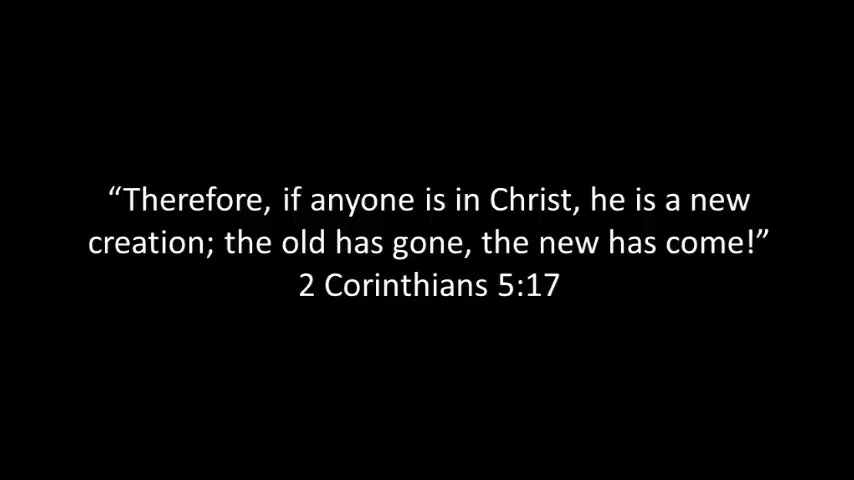 “Therefore, if anyone is in Christ, he is a new
creation; the old has gone, the new has come!”
2 Corinthians 5:17